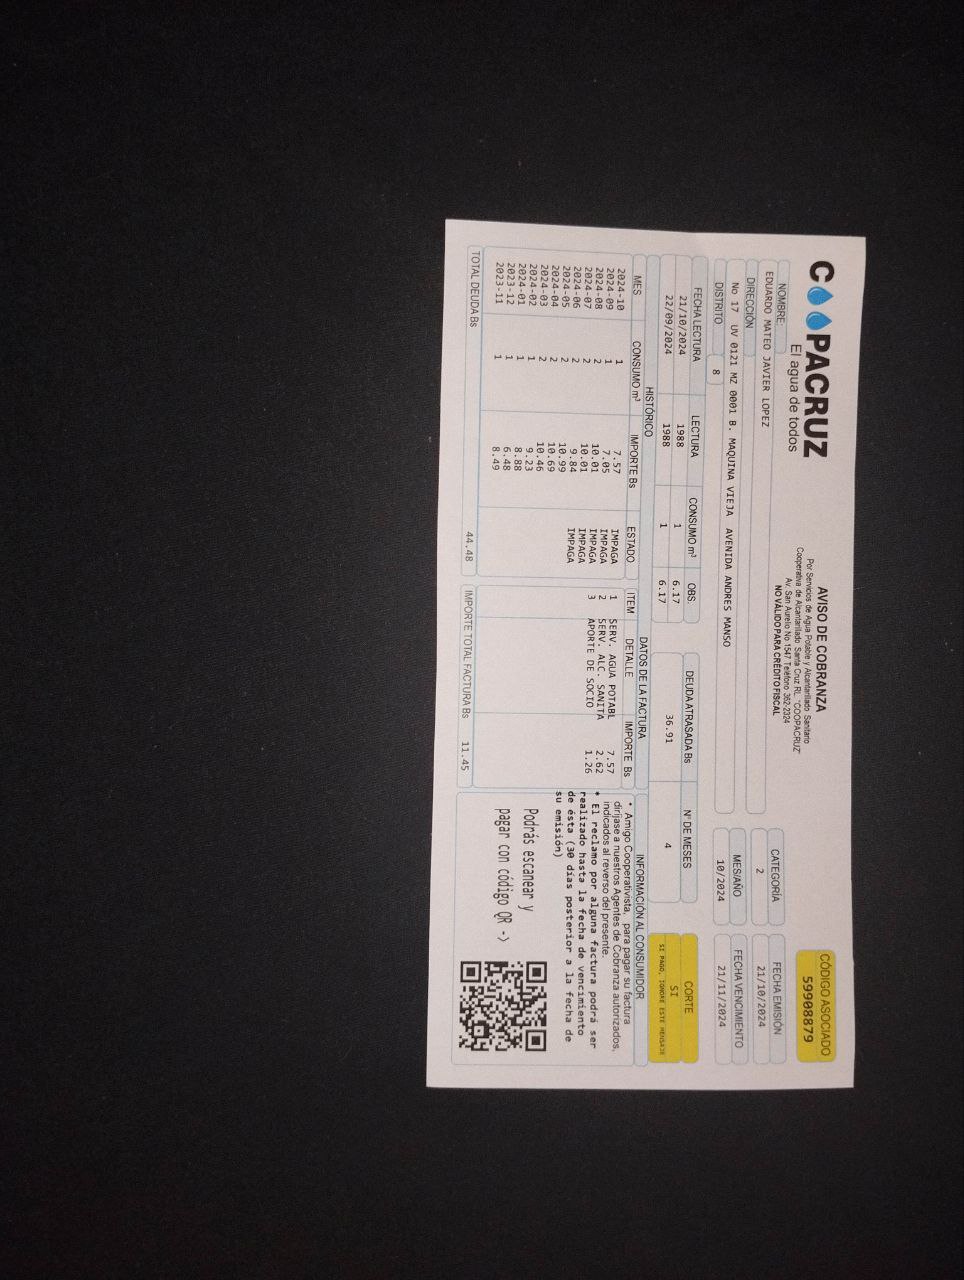 COOPACRUZ
El agua de todos
AVISO DE COBRANZA
Por Servicios de Agua Potable y Alcantarillado Sanitario
Cooperativa de Alcantarillado Santa Cruz RL. "COOPACRUZ"
Av. San Aurelio No 1547 Teléfono 362-2324
NO VÁLIDO PARA CRÉDITO FISCAL
CÓDIGO ASOCIADO
59908879
NOMBRE:
EDUARDO MATEO JAVIER LOPEZ
CATEGORÍA
2
FECHA EMISIÓN
21/10/2024
DIRECCIÓN
No 17 UV 0121 MZ 0001 B. MAQUINA VIEJA AVENIDA ANDRES MANSO
MES/AÑO
10/2024
FECHA VENCIMIENTO
21/11/2024
DISTRITO 8
FECHA LECTURA LECTURA CONSUMO m³ OBS.
21/10/2024 1988 1 6.17
22/09/2024 1988 1 6.17
DEUDA ATRASADA Bs Nº DE MESES
36.91 4
CORTE
SI
SI PAGO, IGNORE ESTE MENSAJE
HISTÓRICO
MES CONSUMO m³ IMPORTE Bs ESTADO
2024-10 1 7.57 IMPAGA
2024-09 1 7.05 IMPAGA
2024-08 2 10.01 IMPAGA
2024-07 2 10.01 IMPAGA
2024-06 2 9.84 IMPAGA
2024-05 2 10.99
2024-04 2 10.69
2024-03 2 10.46
2024-02 1 9.23
2024-01 1 8.88
2023-12 1 6.48
2023-11 1 8.49
TOTAL DEUDA Bs 44.48
DATOS DE LA FACTURA
ITEM DETALLE IMPORTE Bs
1 SERV. AGUA POTABL 7.57
2 SERV. ALC. SANITA 2.62
3 APORTE DE SOCIO 1.26
IMPORTE TOTAL FACTURA Bs 11.45
INFORMACIÓN AL CONSUMIDOR
* Amigo Cooperativista, para pagar su factura
diríjase a nuestros Agentes de Cobranza autorizados,
indicados al reverso del presente.
* El reclamo por alguna factura podrá ser
realizado hasta la fecha de vencimiento
de ésta (30 días posterior a la fecha de
su emisión)
Podrás escanear y
pagar con código QR ->